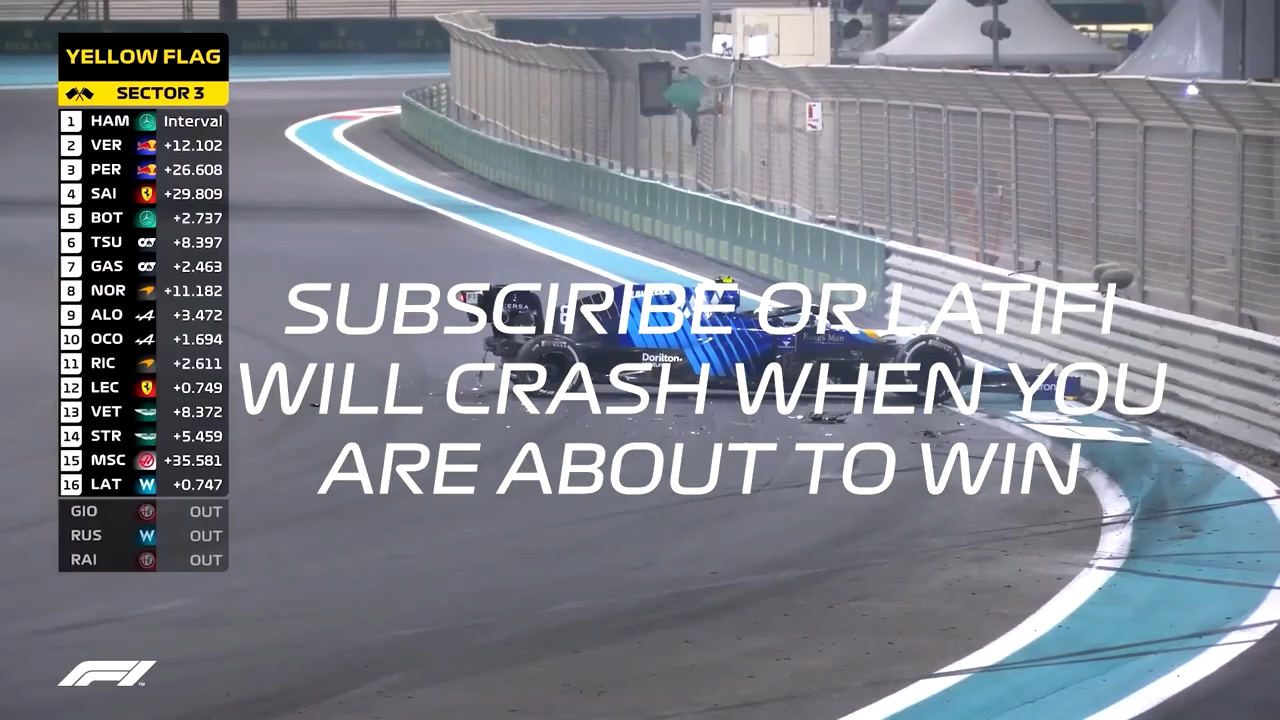 YELLOW FLAG
SECTOR 3
1 HAM Interval
2 VER +12.102
3 PER +26.608
4 SAI +29.809
5 BOT +2.737
6 TSU +8.397
7 GAS +2.463
8 NOR +11.182
9 ALO +3.472
10 OCO +1.694
11 RIC +2.611
12 LEC +0.749
13 VET +8.372
14 STR +5.459
15 MSC +35.581
16 LAT W +0.747
GIO OUT
RUS W OUT
RAI OUT
SUBSCIRIBE OR LATIFI
WILL CRASH WHEN YOU
ARE ABOUT TO WIN
Dorilton
F1